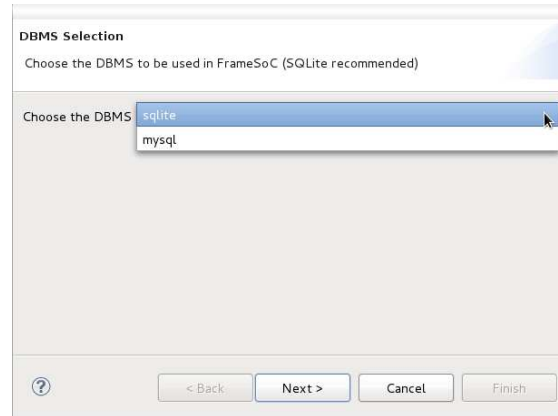 DBMS Selection
Choose the DBMS to be used in FrameSoC (SQLite recommended)
Choose the DBMS sqlite
mysql
? < Back Next > Cancel Finish